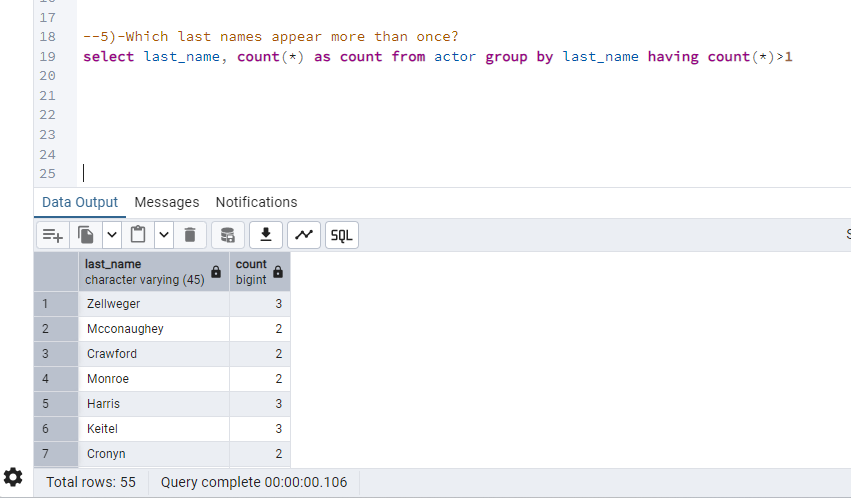 17
18 --5)-Which last names appear more than once?
19 select last_name, count(*) as count from actor group by last_name having count(*)>1
20
21
22
23
24
25
Data Output Messages Notifications
SQL
last_name count
character varying (45) bigint
1 Zellweger 3
2 Mcconaughey 2
3 Crawford 2
4 Monroe 2
5 Harris 3
6 Keitel 3
7 Cronyn 2
Total rows: 55 Query complete 00:00:00.106